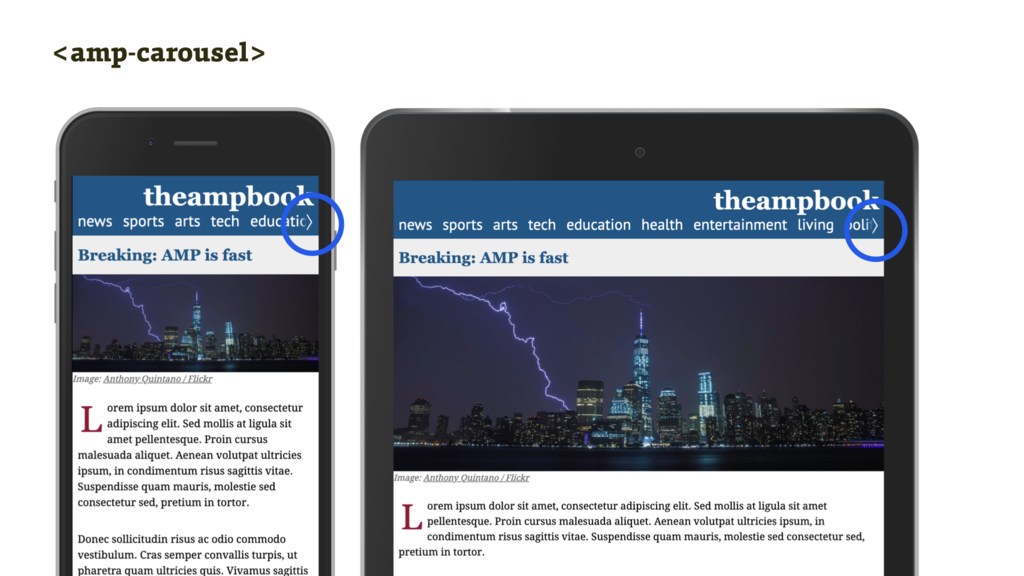 <amp-carousel>
theampbook
news sports arts tech educatic
Breaking: AMP is fast
Image: Anthony Quintano / Flickr
Lorem ipsum dolor sit amet, consectetur
adipiscing elit. Sed mollis at ligula sit
amet pellentesque. Proin cursus
malesuada aliquet. Aenean volutpat ultricies
ipsum, in condimentum risus sagittis vitae.
Suspendisse quam mauris, molestie sed
consectetur sed, pretium in tortor.
Donec sollicitudin risus ac odio commodo
vestibulum. Cras semper convallis turpis, ut
pharetra quam ultricies quis. Vivamus sagittis
theampbook
news sports arts tech education health entertainment living poli
Breaking: AMP is fast
Image: Anthony Quintano / Flickr
Lorem ipsum dolor sit amet, consectetur adipiscing elit. Sed mollis at ligula sit amet
pellentesque. Proin cursus malesuada aliquet. Aenean volutpat ultricies ipsum, in
condimentum risus sagittis vitae. Suspendisse quam mauris, molestie sed consectetur sed,
pretium in tortor.